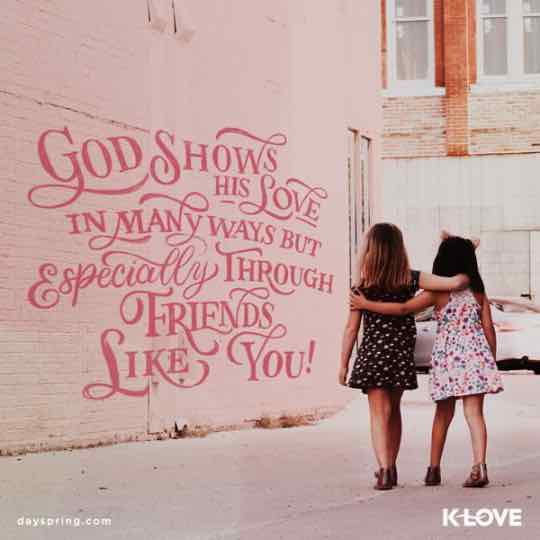 GOD SHOWS
HIS LOVE
IN MANY WAYS BUT
Especially THROUGH
FRIENDS
LIKE YOU!
dayspring.com
K-LOVE